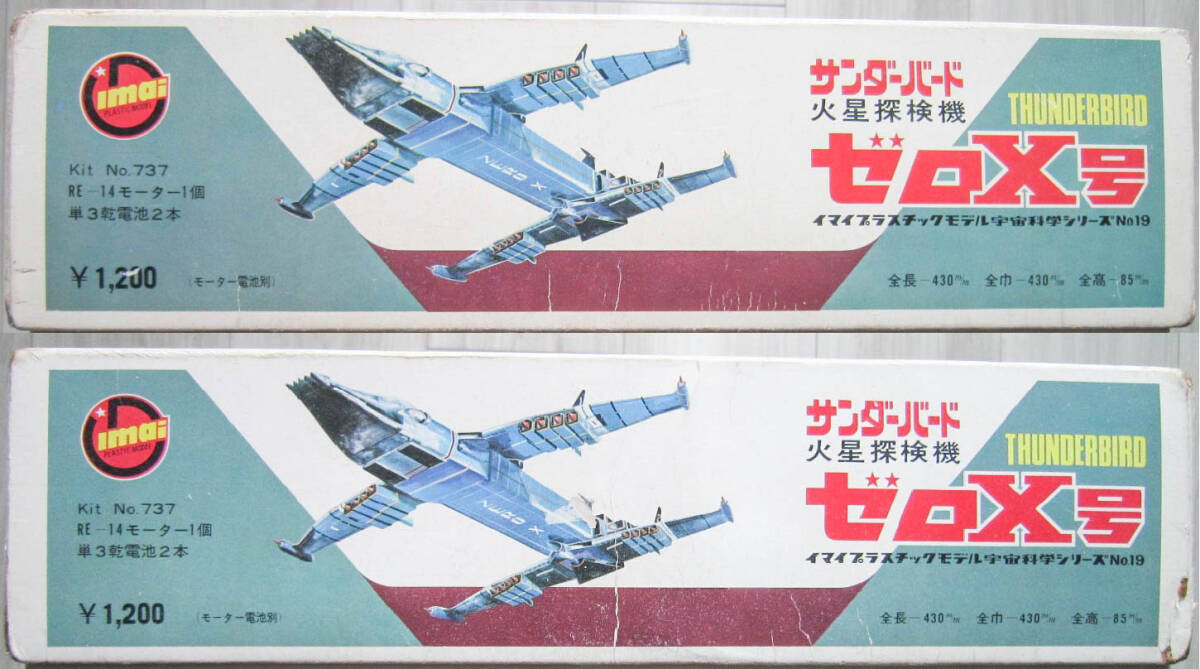 imai
PLASTIC MODEL
Kit No.737
RE-14モーター1個
単3乾電池2本
¥1,200
(モーター電池別)
ZERO X
サンダーバード
火星探検機
THUNDERBIRD
ゼロX号
イマイプラスチックモデル宇宙科学シリーズNo.19
全長-430m/m 全巾-430m/m 全高-85m/m
imai
PLASTIC MODEL
Kit No.737
RE-14モーター1個
単3乾電池2本
¥1,200
(モーター電池別)
ZERO X
サンダーバード
火星探検機
THUNDERBIRD
ゼロX号
イマイプラスチックモデル宇宙科学シリーズNo.19
全長-430m/m 全巾-430m/m 全高-85m/m